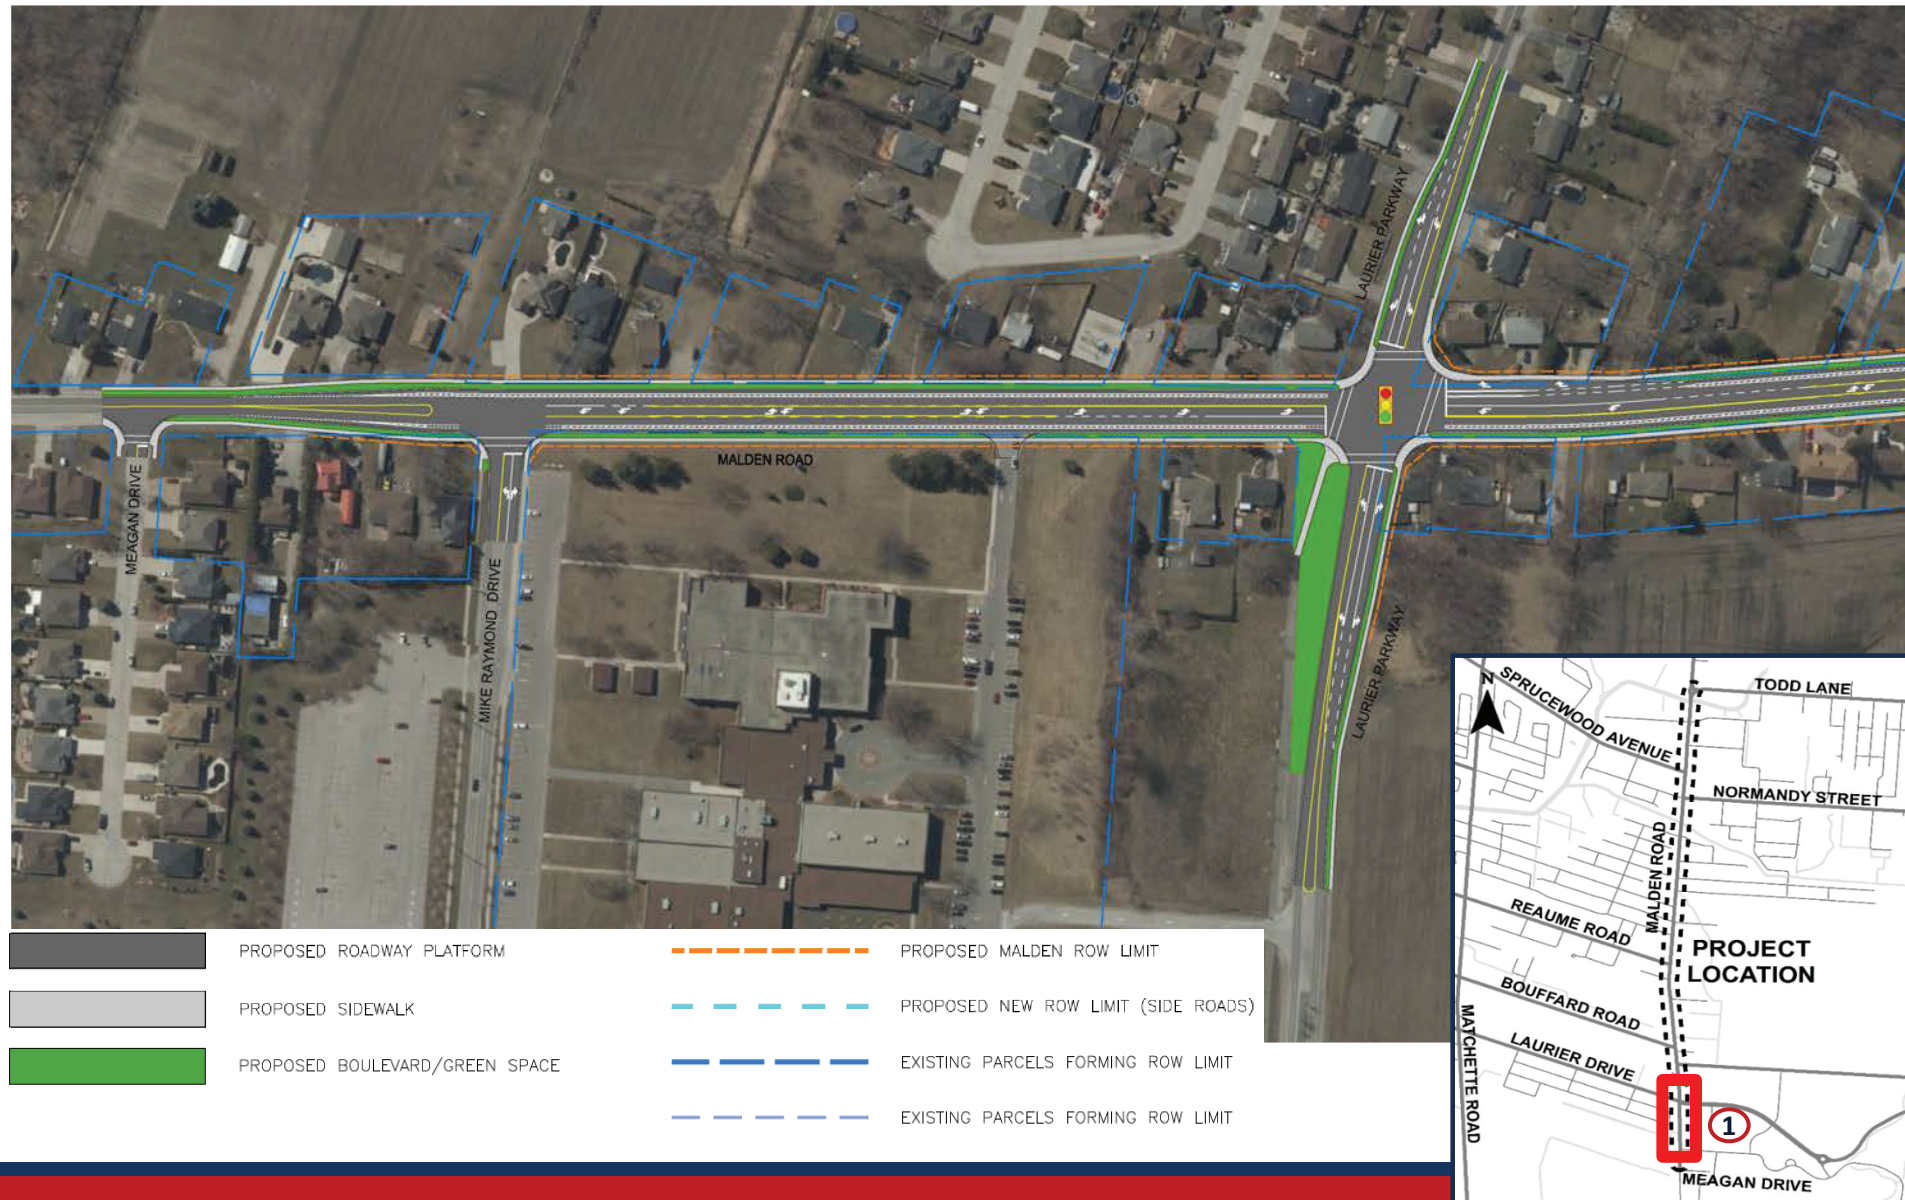 LAURIER PARKWAY
MALDEN ROAD
MEAGAN DRIVE
MIKE RAYMOND DRIVE
LAURIER PARKWAY
PROPOSED ROADWAY PLATFORM
PROPOSED SIDEWALK
PROPOSED BOULEVARD/GREEN SPACE
PROPOSED MALDEN ROW LIMIT
PROPOSED NEW ROW LIMIT (SIDE ROADS)
EXISTING PARCELS FORMING ROW LIMIT
EXISTING PARCELS FORMING ROW LIMIT
N
SPRUCEWOOD AVENUE
TODD LANE
NORMANDY STREET
MALDEN ROAD
REAUME ROAD
PROJECT
LOCATION
BOUFFARD ROAD
MATCHETTE ROAD
LAURIER DRIVE
1
MEAGAN DRIVE